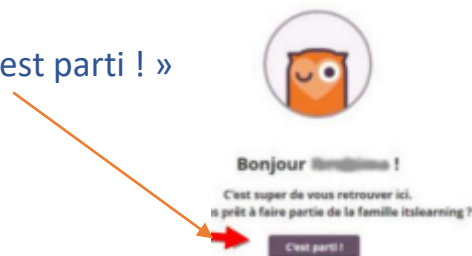 est parti ! »
Bonjour !
C'est super de vous retrouver ici.
s prêt à faire partie de la famille itslearning ?
C'est parti !